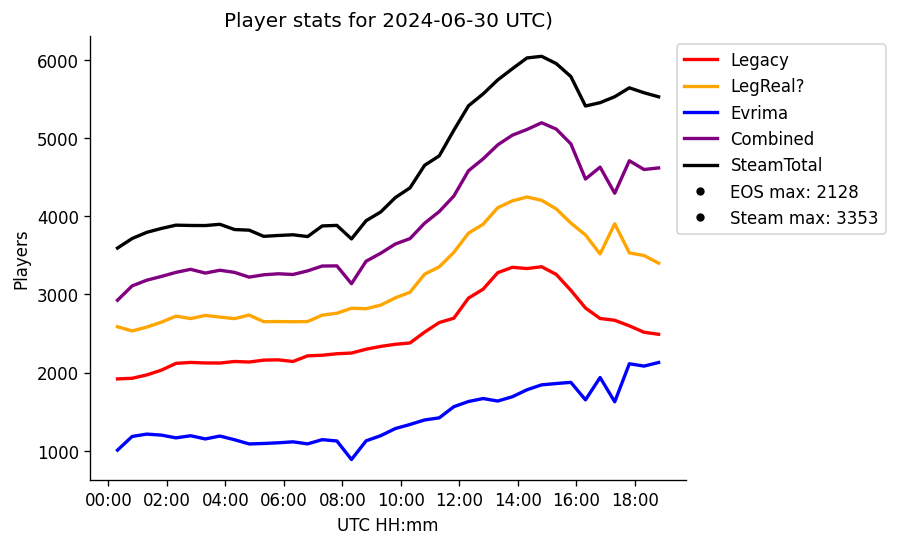 Player stats for 2024-06-30 UTC)
Legacy
LegReal?
Evrima
Combined
SteamTotal
EOS max: 2128
Steam max: 3353
Players
6000
5000
4000
3000
2000
1000
00:00 02:00 04:00 06:00 08:00 10:00 12:00 14:00 16:00 18:00
UTC HH:mm